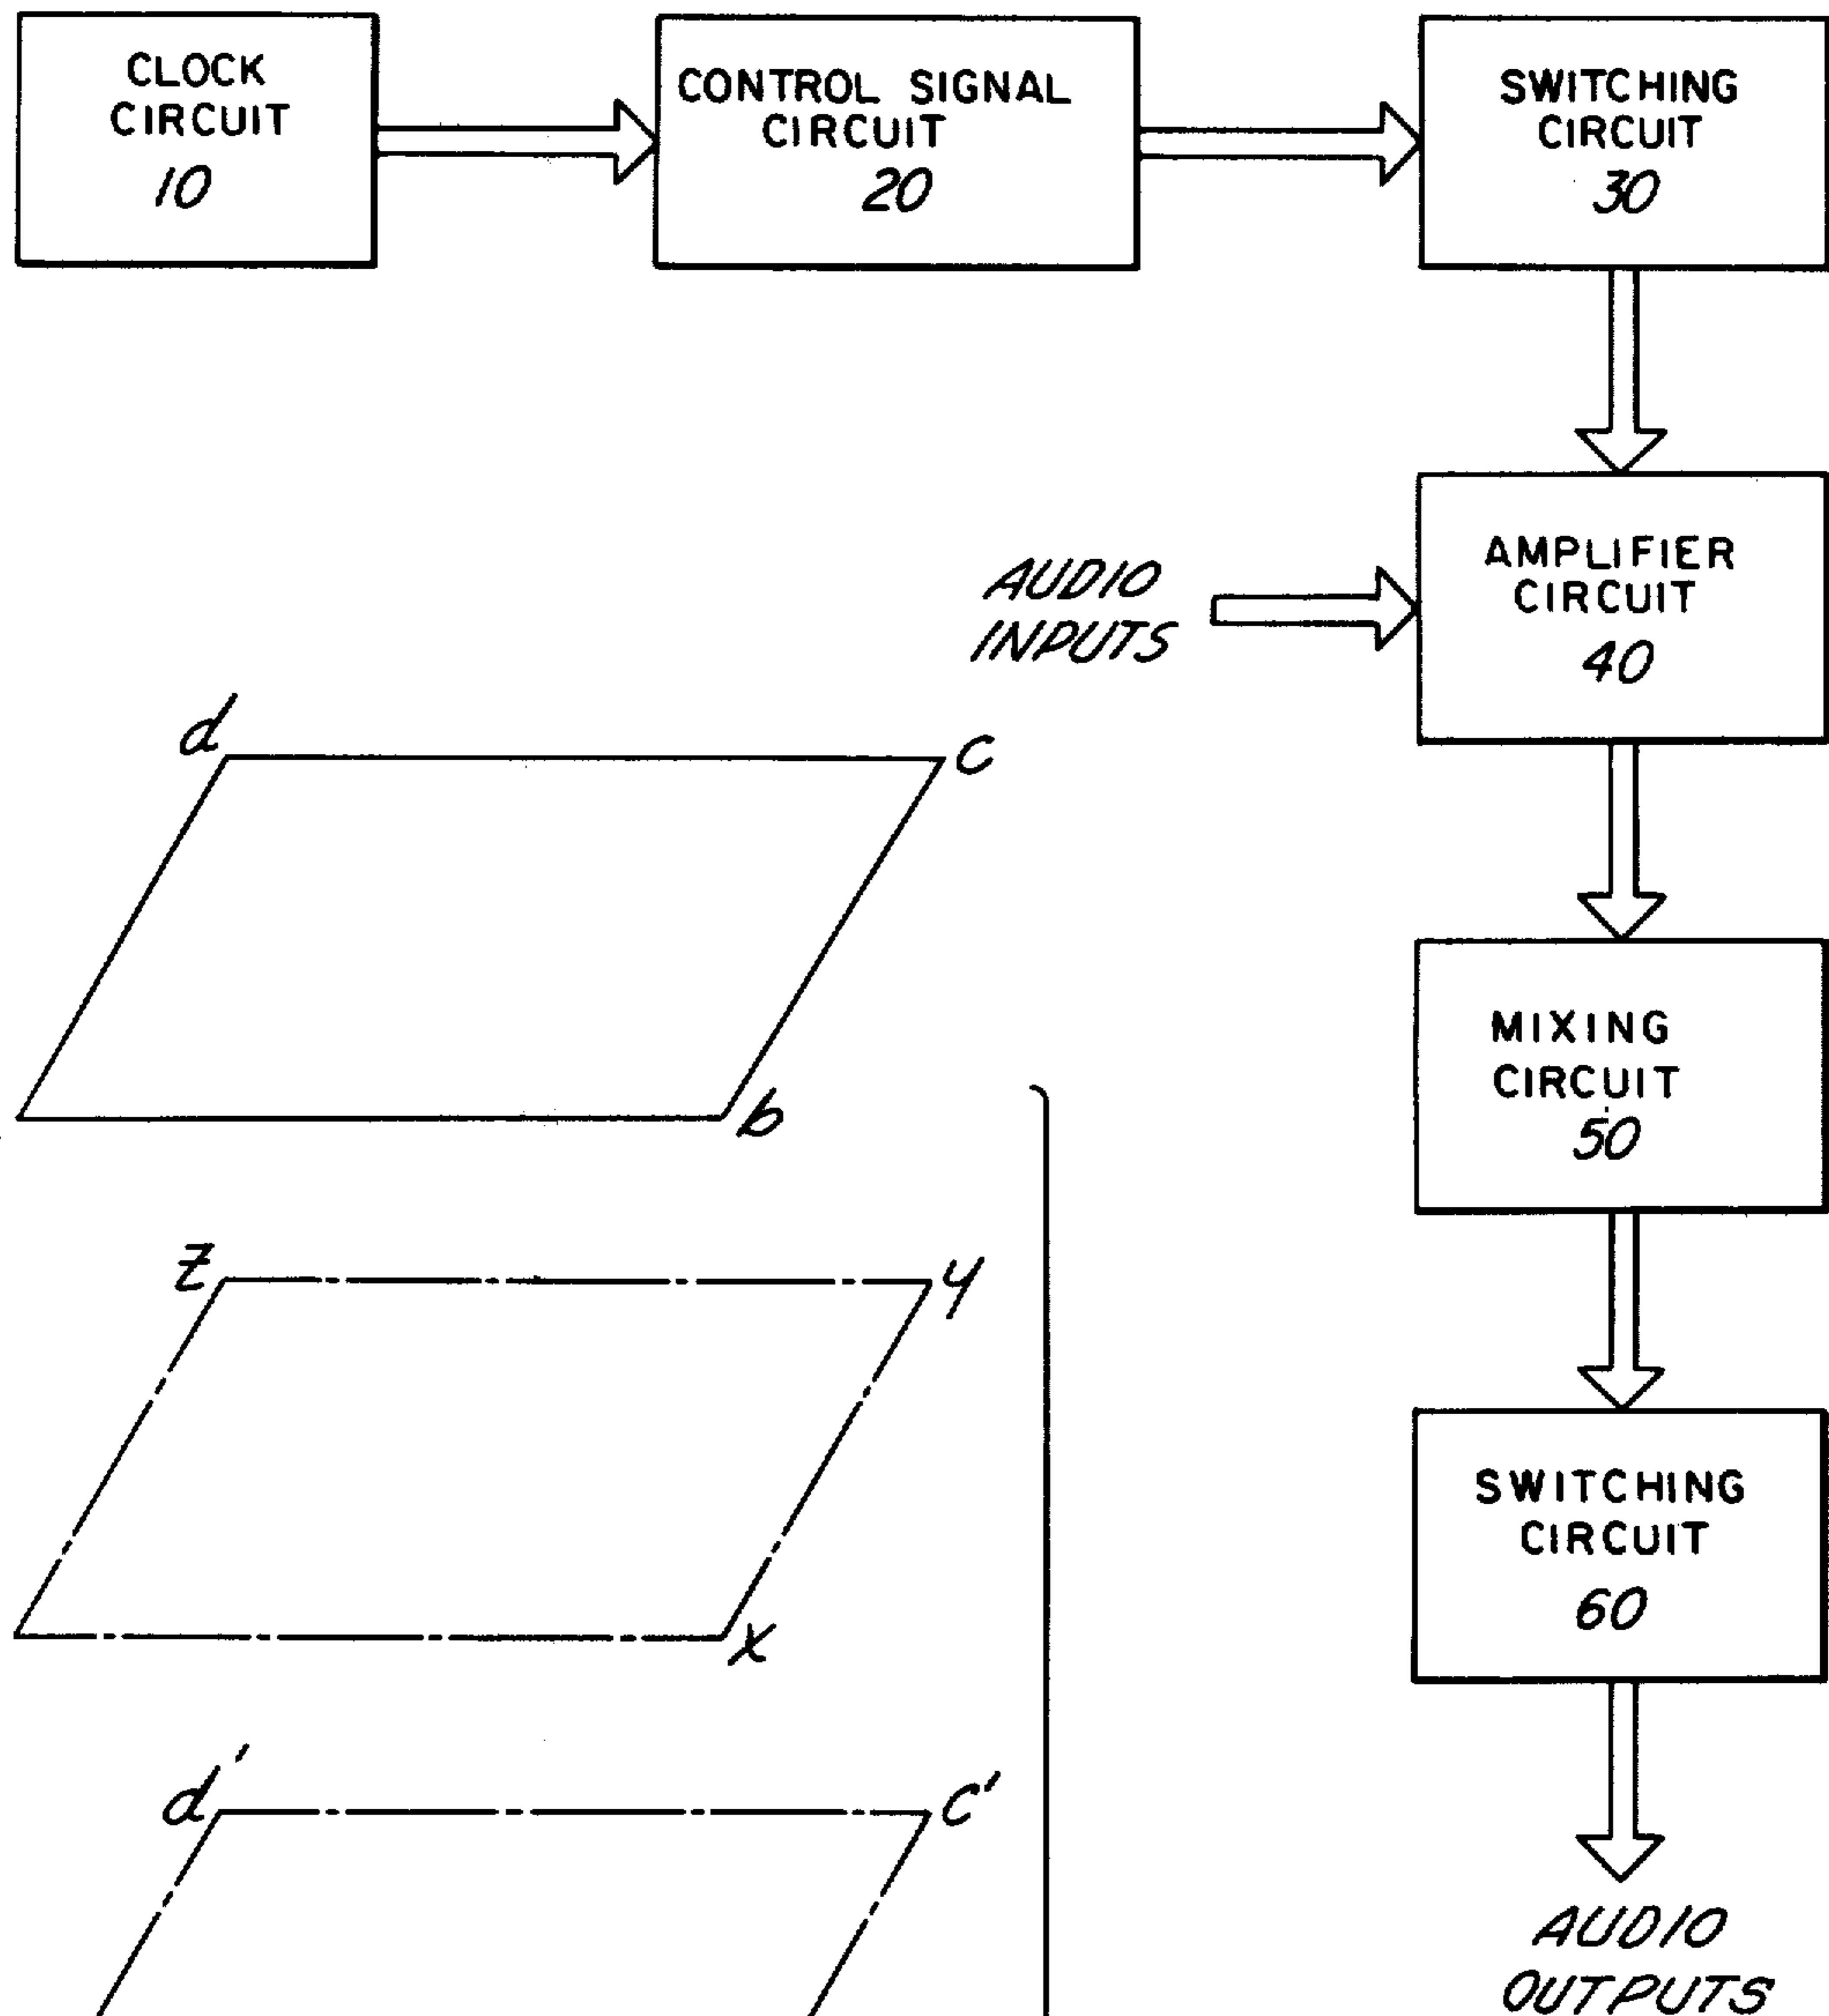 CLOCK
CIRCUIT
10
CONTROL SIGNAL
CIRCUIT
20
SWITCHING
CIRCUIT
30
AUDIO
INPUTS
AMPLIFIER
CIRCUIT
40
d
c
b
MIXING
CIRCUIT
50
z
y
x
SWITCHING
CIRCUIT
60
d'
c'
AUDIO
OUTPUTS